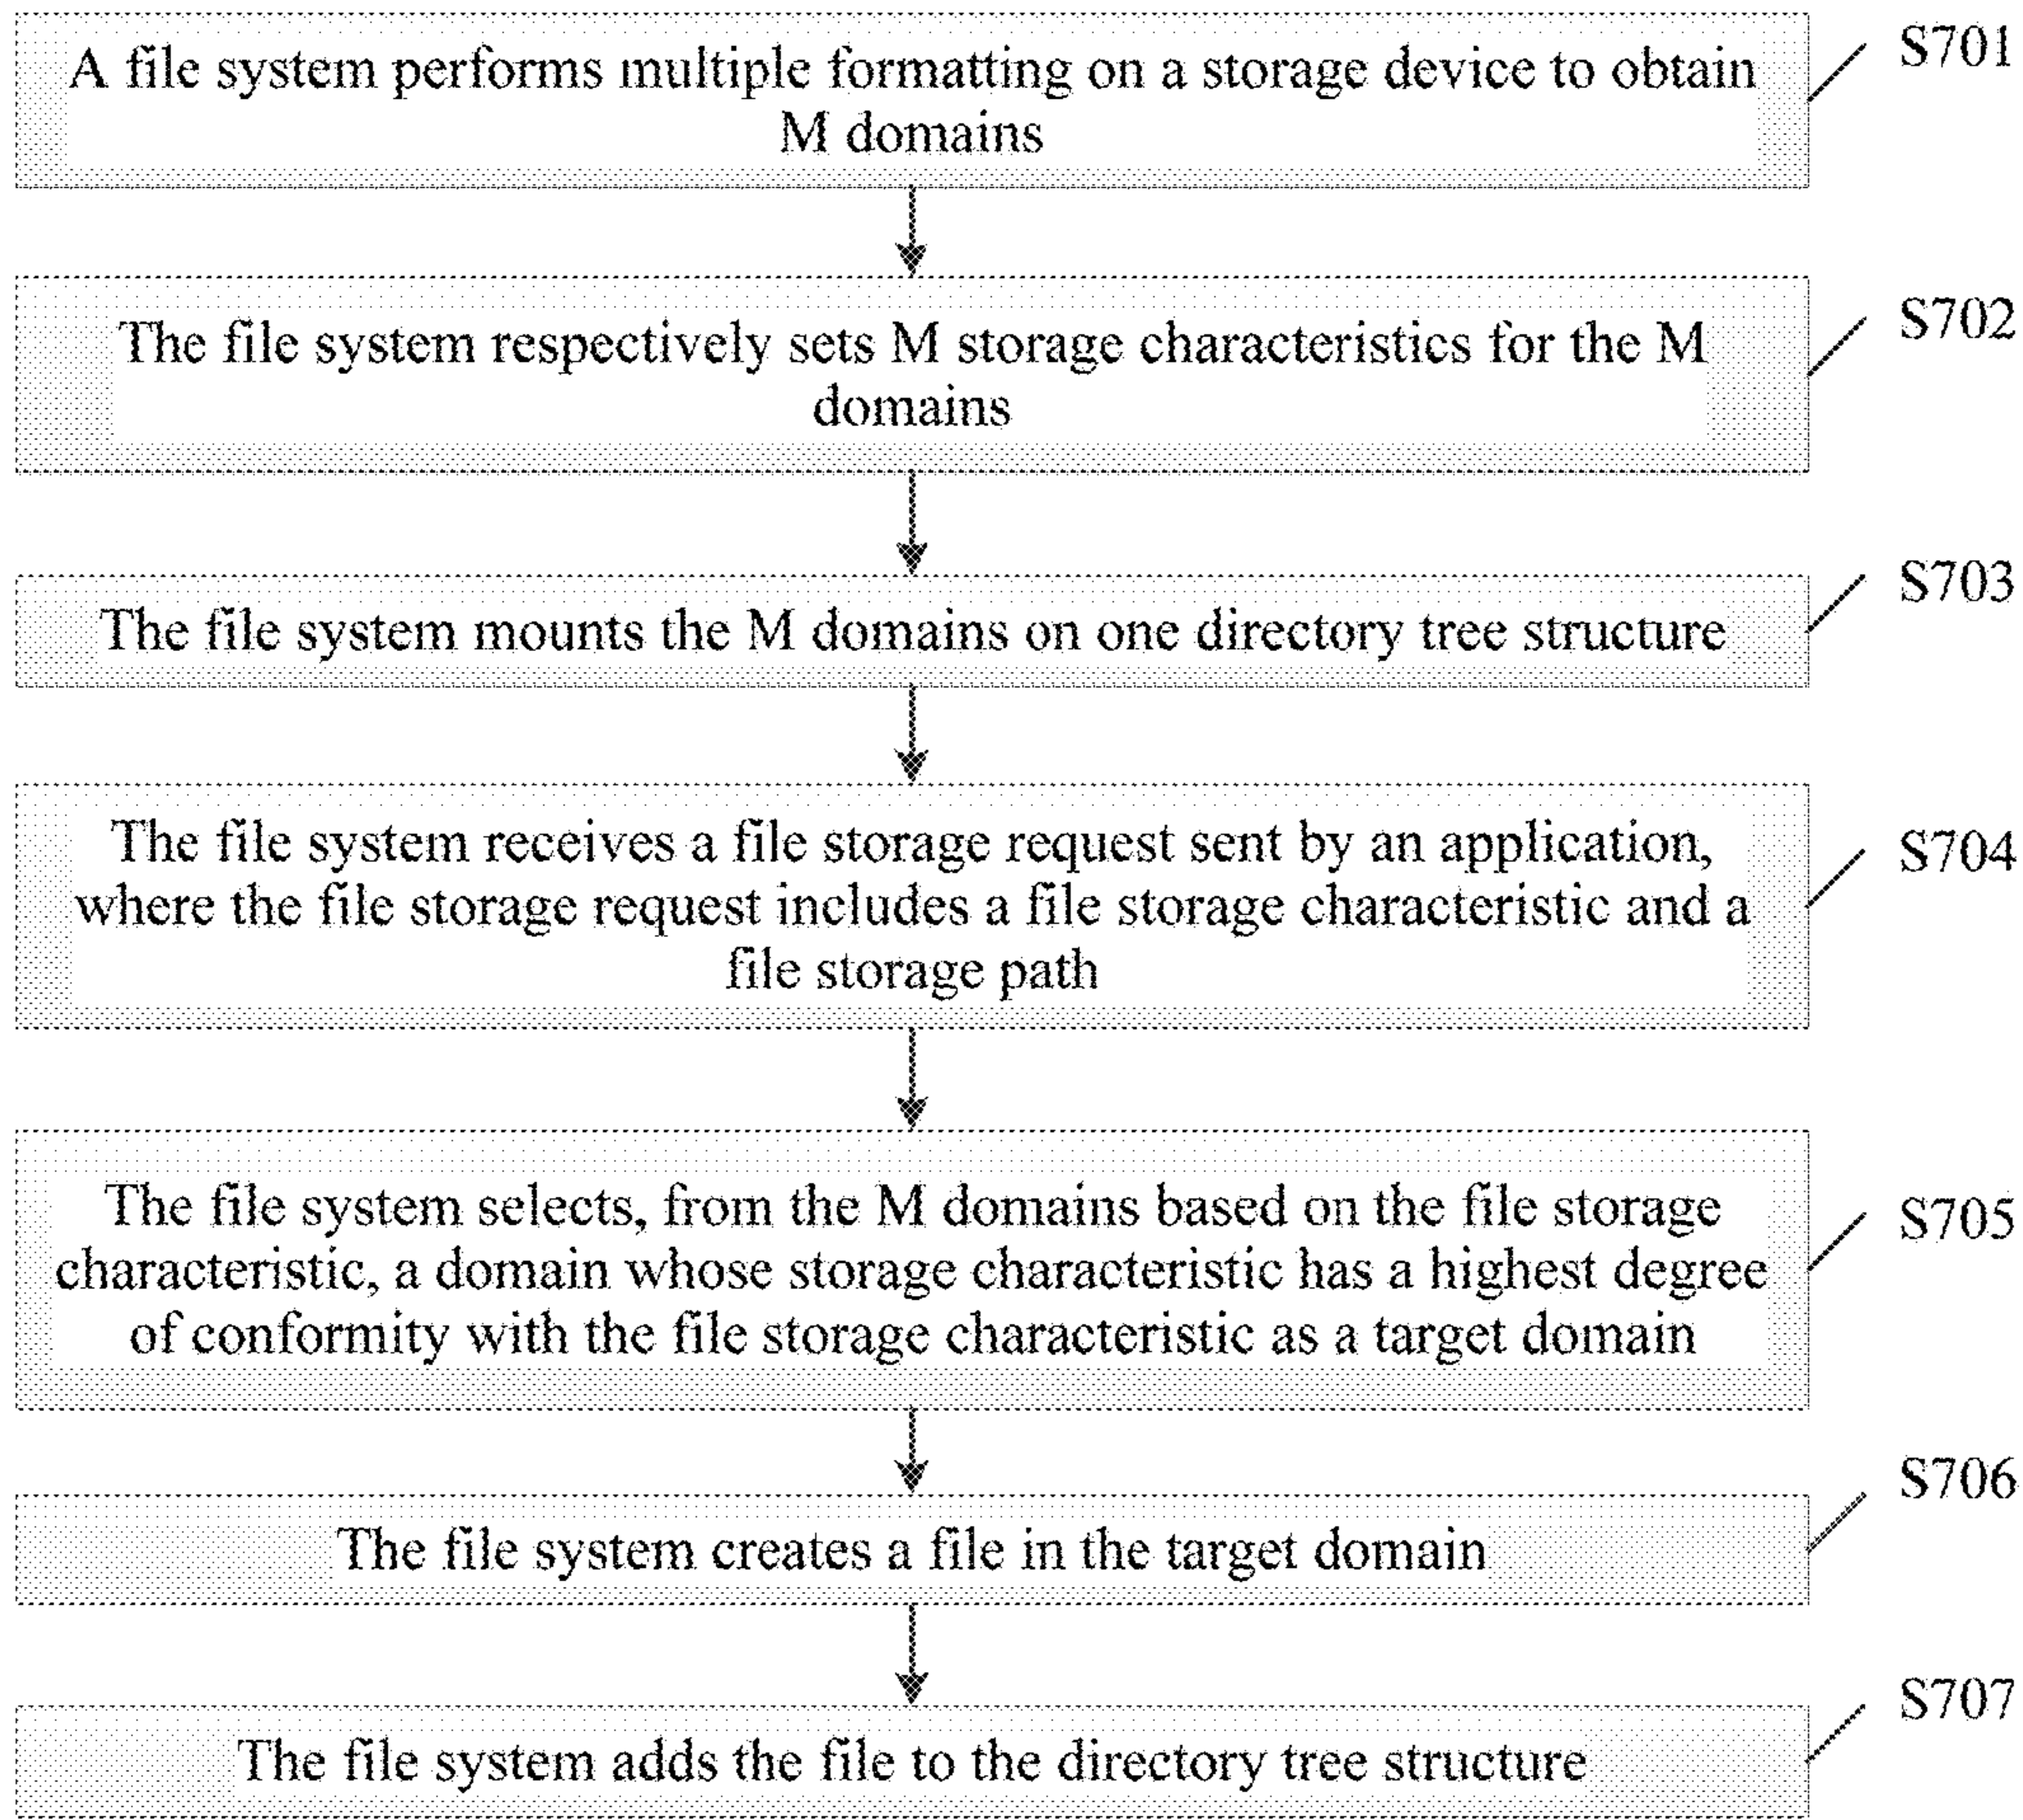 A file system performs multiple formatting on a storage device to obtain
M domains
S701
The file system respectively sets M storage characteristics for the M
domains
S702
The file system mounts the M domains on one directory tree structure
S703
The file system receives a file storage request sent by an application,
where the file storage request includes a file storage characteristic and a
file storage path
S704
The file system selects, from the M domains based on the file storage
characteristic, a domain whose storage characteristic has a highest degree
of conformity with the file storage characteristic as a target domain
S705
The file system creates a file in the target domain
S706
The file system adds the file to the directory tree structure
S707